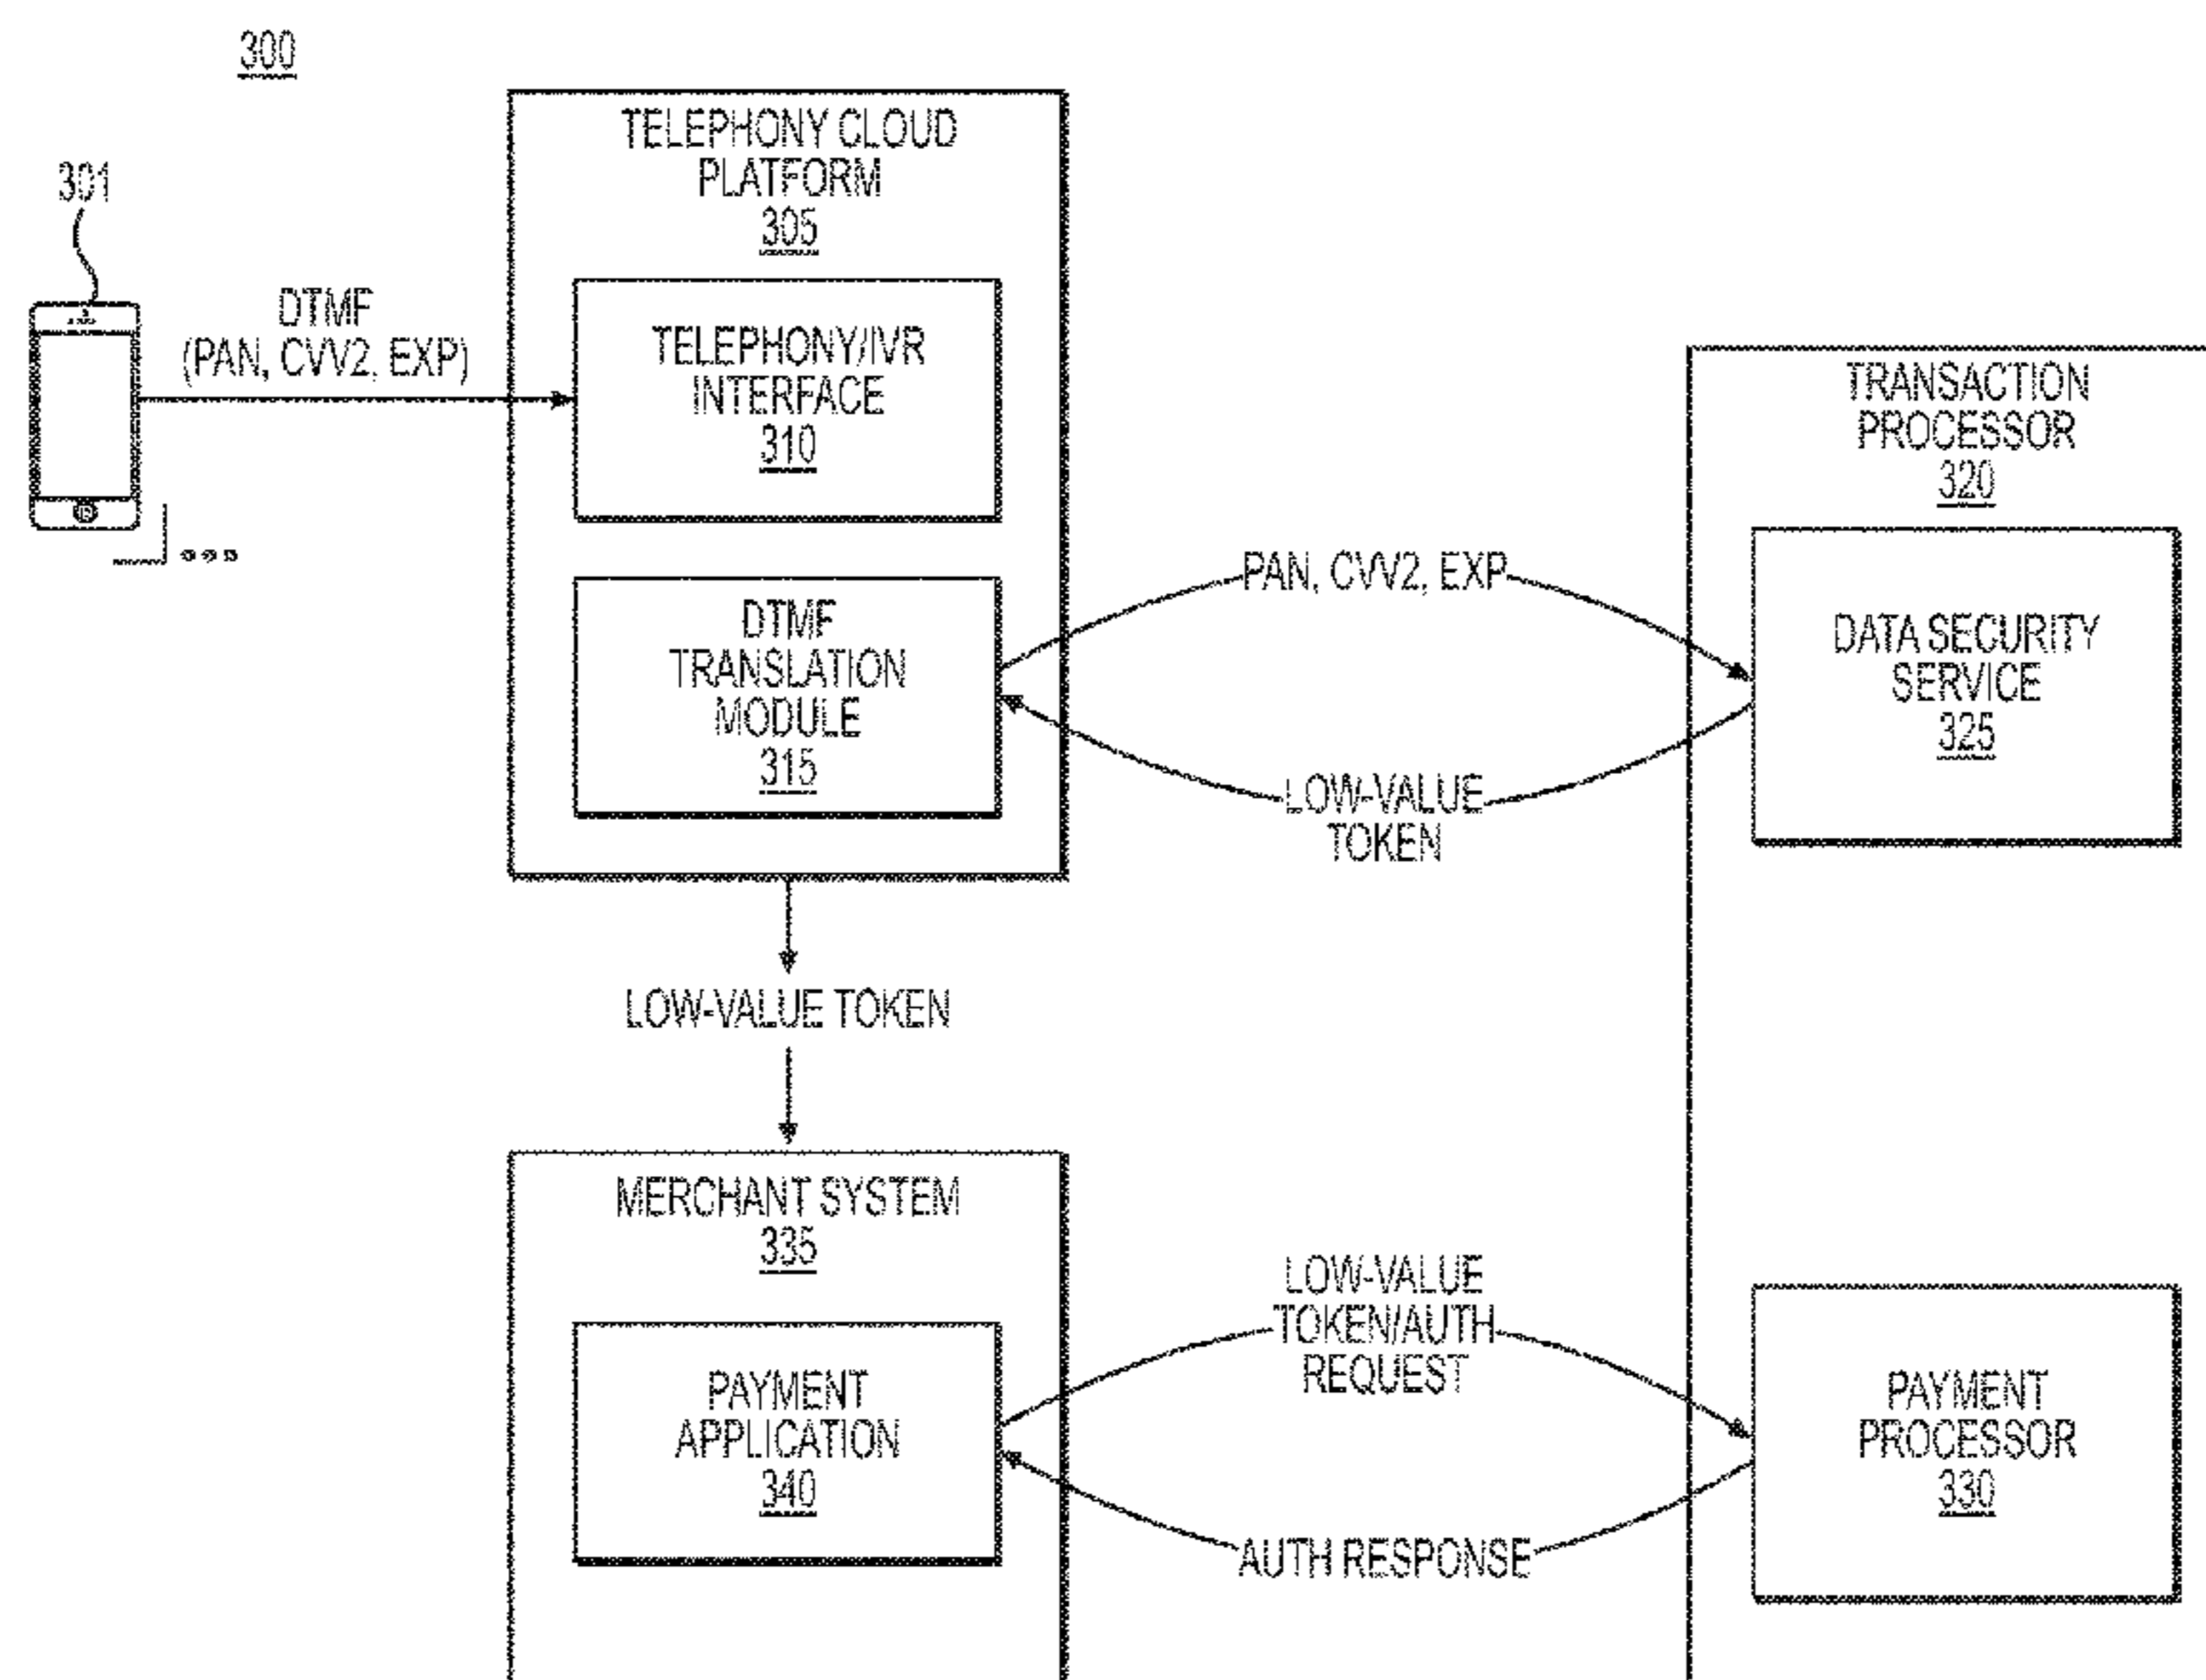 300
301
DTMF
(PAN, CVV2, EXP)
TELEPHONY CLOUD
PLATFORM
305
TELEPHONY/IVR
INTERFACE
310
DTMF
TRANSLATION
MODULE
315
PAN, CVV2, EXP
LOW-VALUE
TOKEN
TRANSACTION
PROCESSOR
320
DATA SECURITY
SERVICE
325
LOW-VALUE TOKEN
MERCHANT SYSTEM
335
PAYMENT
APPLICATION
340
LOW-VALUE
TOKEN/AUTH
REQUEST
AUTH RESPONSE
PAYMENT
PROCESSOR
330